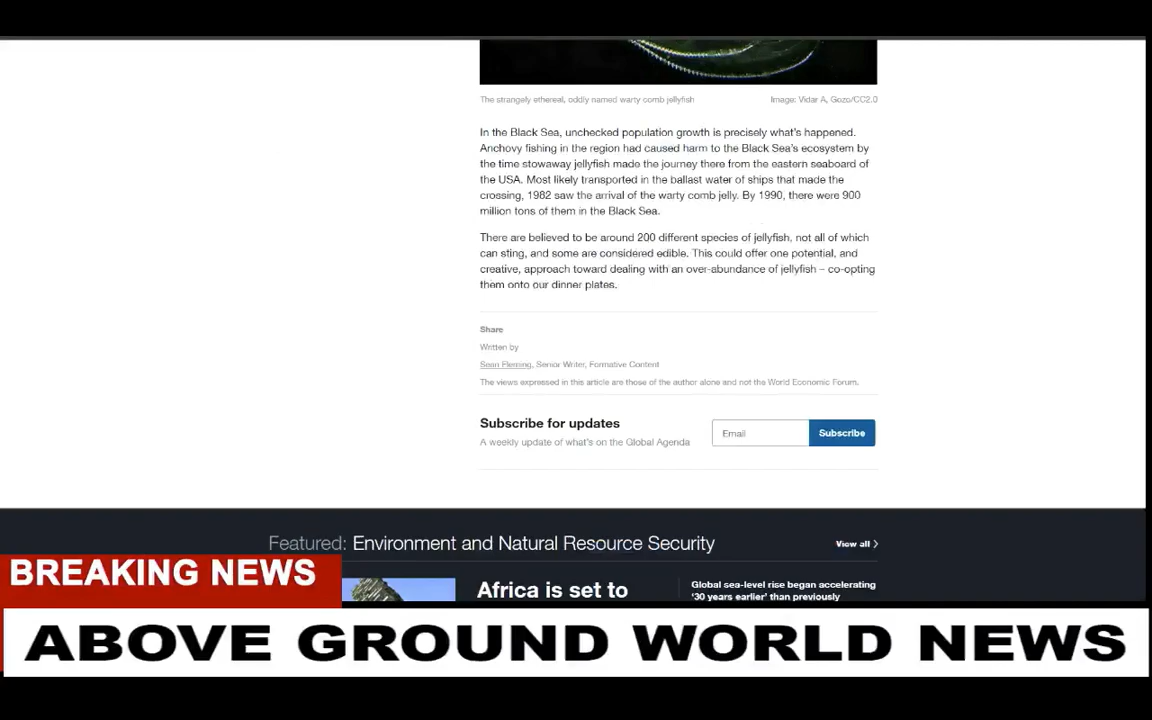 The strangely ethereal, oddly named warty comb jellyfish
Image: Vidar A, Gozo/CC2.0
In the Black Sea, unchecked population growth is precisely what's happened.
Anchovy fishing in the region had caused harm to the Black Sea's ecosystem by
the time stowaway jellyfish made the journey there from the eastern seaboard of
the USA. Most likely transported in the ballast water of ships that made the
crossing, 1982 saw the arrival of the warty comb jelly. By 1990, there were 900
million tons of them in the Black Sea.
There are believed to be around 200 different species of jellyfish, not all of which
can sting, and some are considered edible. This could offer one potential, and
creative, approach toward dealing with an over-abundance of jellyfish – co-opting
them onto our dinner plates.
Share
Written by
Sean Fleming, Senior Writer, Formative Content
The views expressed in this article are those of the author alone and not the World Economic Forum.
Subscribe for updates
A weekly update of what's on the Global Agenda
Email
Subscribe
Featured: Environment and Natural Resource Security
View all
Africa is set to
Global sea-level rise began accelerating
'30 years earlier' than previously
BREAKING NEWS
ABOVE GROUND WORLD NEWS